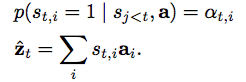 p(s_{t,i} = 1 | s_{j<t}, a) = α_{t,i}
ẑ_t = ∑_i s_{t,i} a_i.